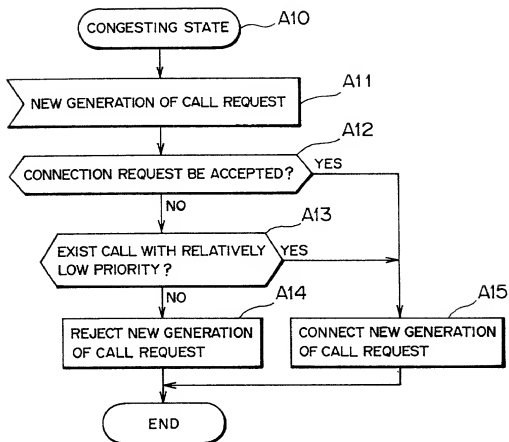 CONGESTING STATE
A10
NEW GENERATION OF CALL REQUEST
A11
CONNECTION REQUEST BE ACCEPTED?
A12
YES
NO
EXIST CALL WITH RELATIVELY
LOW PRIORITY?
A13
YES
NO
REJECT NEW GENERATION
OF CALL REQUEST
A14
CONNECT NEW GENERATION
OF CALL REQUEST
A15
END